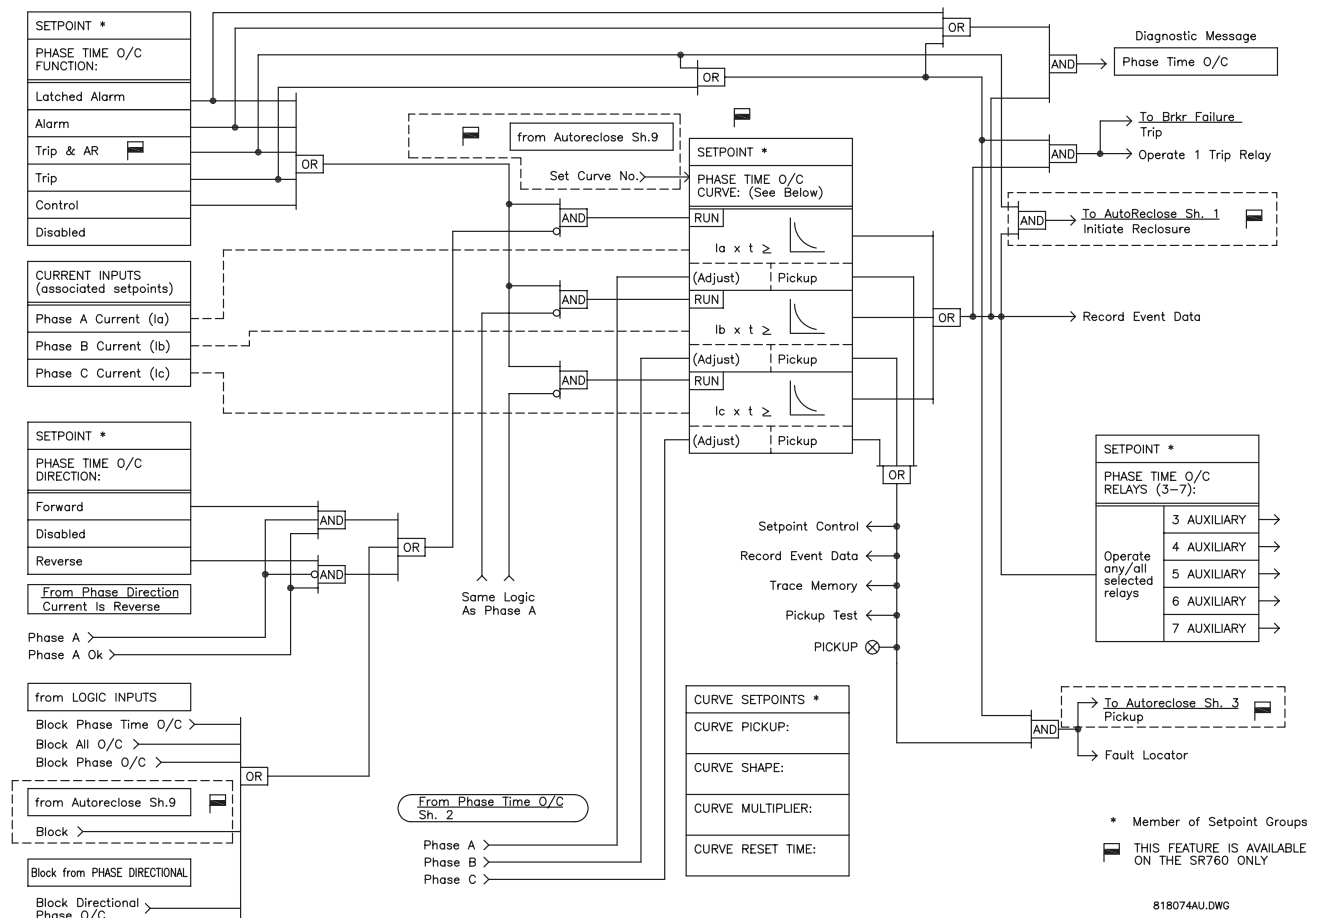 SETPOINT *
PHASE TIME O/C
FUNCTION:
Latched Alarm
Alarm
Trip & AR
Trip
Control
Disabled
OR
CURRENT INPUTS
(associated setpoints)
Phase A Current (Ia)
Phase B Current (Ib)
Phase C Current (Ic)
SETPOINT *
PHASE TIME O/C
DIRECTION:
Forward
Disabled
Reverse
From Phase Direction
Current Is Reverse
Phase A
Phase A Ok
AND
AND
OR
from LOGIC INPUTS
Block Phase Time O/C
Block All O/C
Block Phase O/C
from Autoreclose Sh.9
Block
Block from PHASE DIRECTIONAL
Block Directional
Phase O/C
OR
from Autoreclose Sh.9
Set Curve No.
AND
AND
AND
Same Logic
As Phase A
From Phase Time O/C
Sh. 2
Phase A
Phase B
Phase C
OR
SETPOINT *
PHASE TIME O/C
CURVE: (See Below)
RUN
Ia x t ≥
(Adjust)
Pickup
RUN
Ib x t ≥
(Adjust)
Pickup
RUN
Ic x t ≥
(Adjust)
Pickup
OR
Setpoint Control
Record Event Data
Trace Memory
Pickup Test
PICKUP
CURVE SETPOINTS *
CURVE PICKUP:
CURVE SHAPE:
CURVE MULTIPLIER:
CURVE RESET TIME:
OR
OR
AND
Diagnostic Message
Phase Time O/C
AND
To Brkr Failure
Trip
Operate 1 Trip Relay
AND
To AutoReclose Sh. 1
Initiate Reclosure
Record Event Data
SETPOINT *
PHASE TIME O/C
RELAYS (3-7):
Operate
any/all
selected
relays
3 AUXILIARY
4 AUXILIARY
5 AUXILIARY
6 AUXILIARY
7 AUXILIARY
AND
To Autoreclose Sh. 3
Pickup
Fault Locator
* Member of Setpoint Groups
THIS FEATURE IS AVAILABLE
ON THE SR760 ONLY
818074AU.DWG